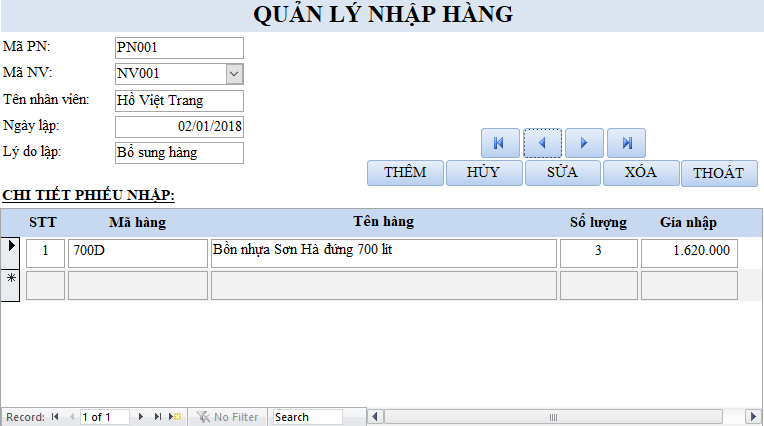 QUẢN LÝ NHẬP HÀNG
Mã PN: PN001
Mã NV: NV001
Tên nhân viên: Hồ Việt Trang
Ngày lập: 02/01/2018
Lý do lập: Bổ sung hàng
THÊM HỦY SỬA XÓA THOÁT
CHI TIẾT PHIẾU NHẬP:
STT Mã hàng Tên hàng Số lượng Gía nhập
1 700D Bồn nhựa Sơn Hà đứng 700 lít 3 1.620.000
Record: 1 of 1 No Filter Search